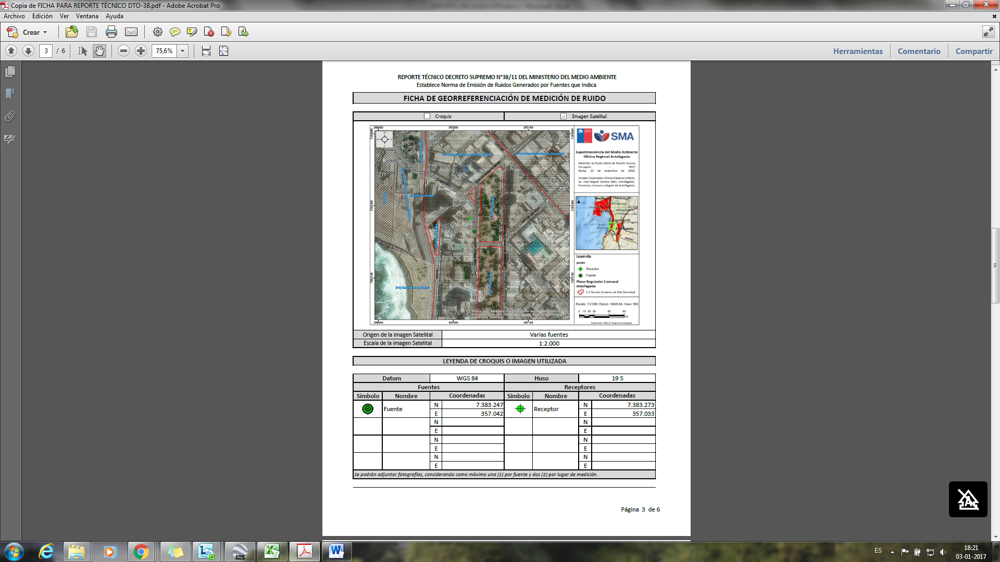 Copia de FICHA PARA REPORTE TÉCNICO DTO-38.pdf - Adobe Acrobat Pro
Archivo Edición Ver Ventana Ayuda
Crear
3 / 6 75,6% Herramientas Comentario Compartir
REPORTE TÉCNICO DECRETO SUPREMO N°38/11 DEL MINISTERIO DEL MEDIO AMBIENTE
Establece Norma de Emisión de Ruidos Generados por Fuentes que Indica
FICHA DE GEORREFERENCIACIÓN DE MEDICIÓN DE RUIDO
Croquis ✓ Imagen Satelital
356850 357000 357150
SMA
Superintendencia del Medio Ambiente
Oficina Regional Antofagasta
Medición de Ruido (Nivel de Presión Sonora
Corregido - NPC)
Fecha: 22 de diciembre de 2016.
Unidad Fiscalizable: Clínica Materno Infantil,
Av. José Miguel Carrera 1881, Antofagasta.
Provincia, Comuna y Región de Antofagasta.
Mejillones
Antofagasta
Leyenda
punto
Receptor
Fuente
Plano Regulador Comunal
Antofagasta
C-2 Barrios Costeros de Alta Densidad
Escala: 1:2.000, Datum: WGS 84, Huso 19S
0 10 20 30 60 90
m
Elaboración: SMA Of. Regional Antofagasta.
356850 357000 357150
Origen de la imagen Satelital Varias fuentes
Escala de la imagen Satelital 1:2.000
LEYENDA DE CROQUIS O IMAGEN UTILIZADA
Datum WGS 84 Huso 19 S
Fuentes Receptores
Símbolo Nombre Coordenadas Símbolo Nombre Coordenadas
Fuente N 7.383.247 Receptor N 7.383.273
E 357.042 E 357.033
N N
E E
N N
E E
N N
E E
Se podrán adjuntar fotografías, considerando como máximo una (1) por fuente y dos (2) por lugar de medición.
Página 3 de 6
Pro
ES
18:21
03-01-2017